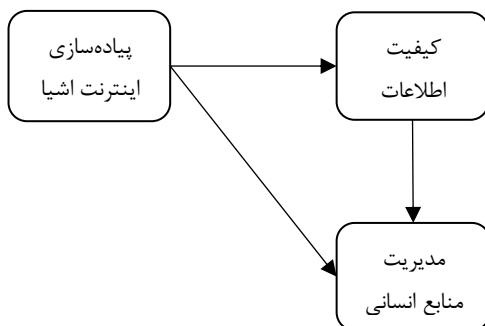 پیاده‌سازی
اینترنت اشیا
کیفیت
اطلاعات
مدیریت
منابع انسانی